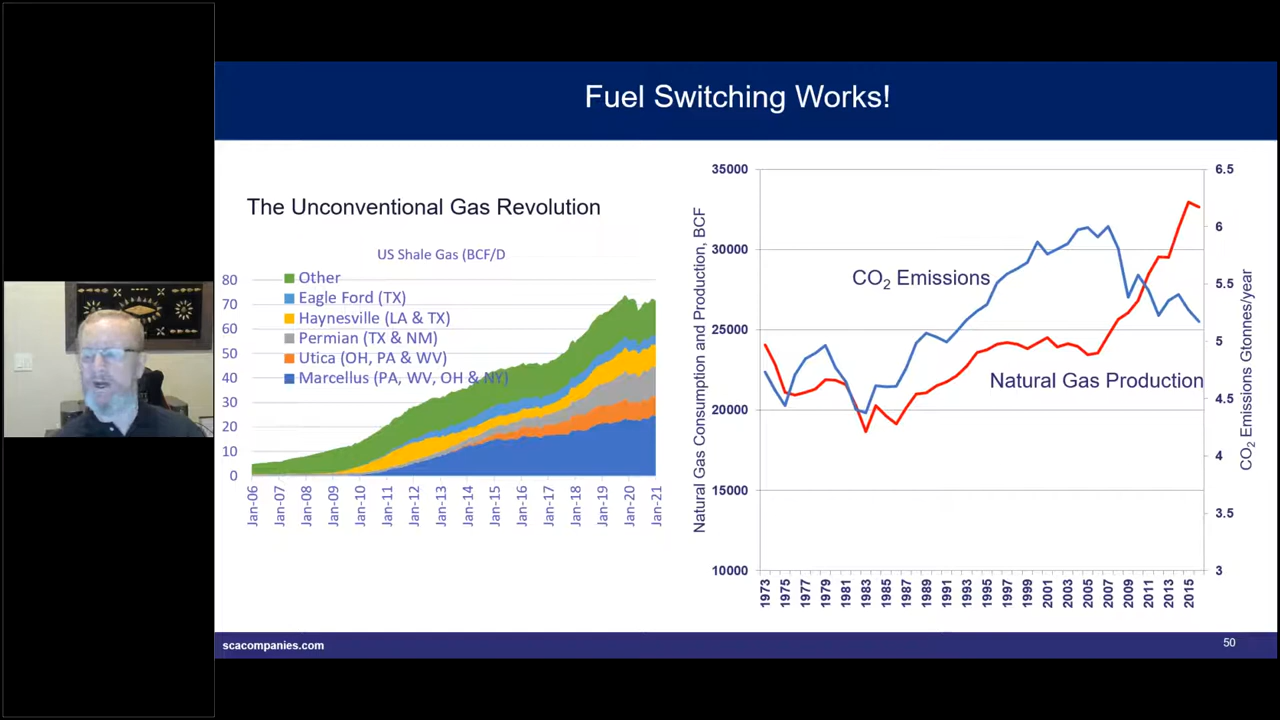 Fuel Switching Works!
The Unconventional Gas Revolution
US Shale Gas (BCF/D
80
70
60
50
40
30
20
10
0
Other
Eagle Ford (TX)
Haynesville (LA & TX)
Permian (TX & NM)
Utica (OH, PA & WV)
Marcellus (PA, WV, OH & NY)
Jan-06
Jan-07
Jan-08
Jan-09
Jan-10
Jan-11
Jan-12
Jan-13
Jan-14
Jan-15
Jan-16
Jan-17
Jan-18
Jan-19
Jan-20
Jan-21
Natural Gas Consumption and Production, BCF
35000
30000
25000
20000
15000
10000
CO₂ Emissions
Natural Gas Production
6.5
6
5.5
5
4.5
4
3.5
3
CO₂ Emissions Gtonnes/year
1973
1975
1977
1979
1981
1983
1985
1987
1989
1991
1993
1995
1997
1999
2001
2003
2005
2007
2009
2011
2013
2015
scacompanies.com
50